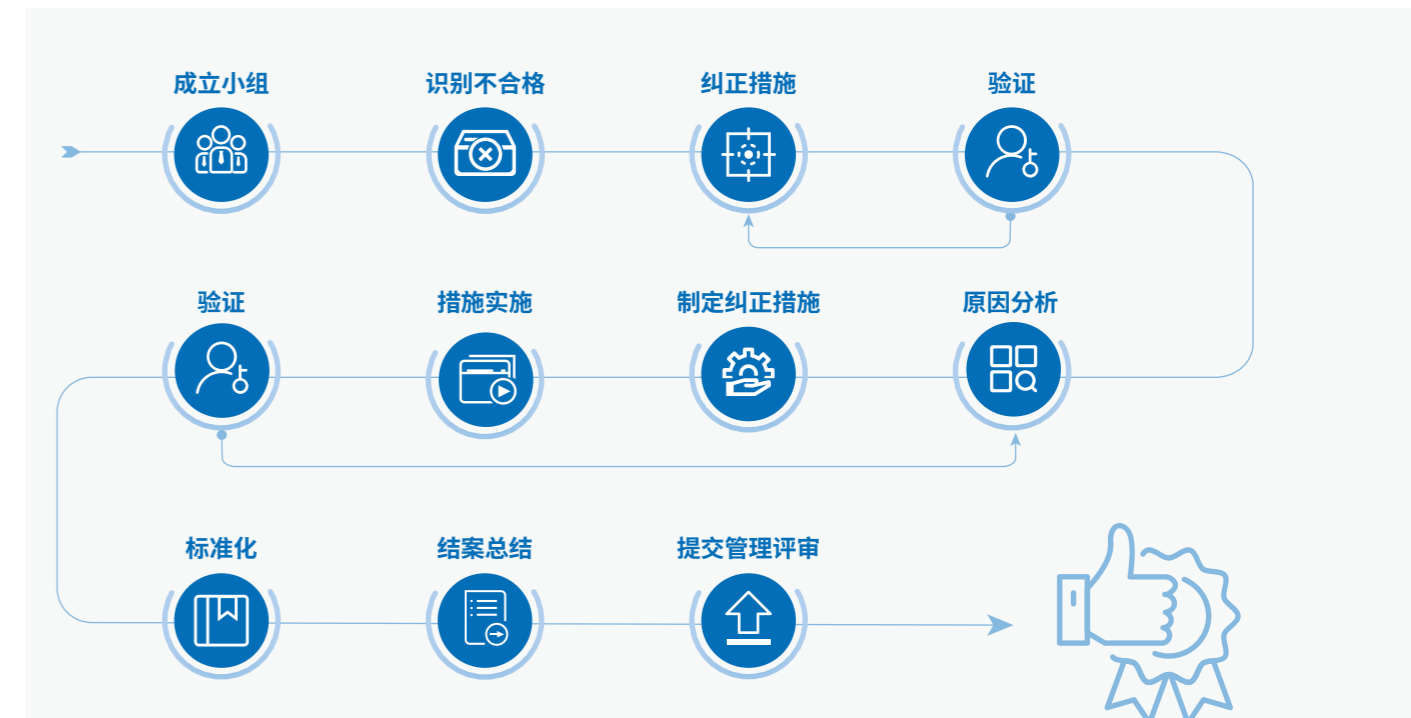 成立小组
识别不合格
纠正措施
验证
验证
措施实施
制定纠正措施
原因分析
标准化
结案总结
提交管理评审